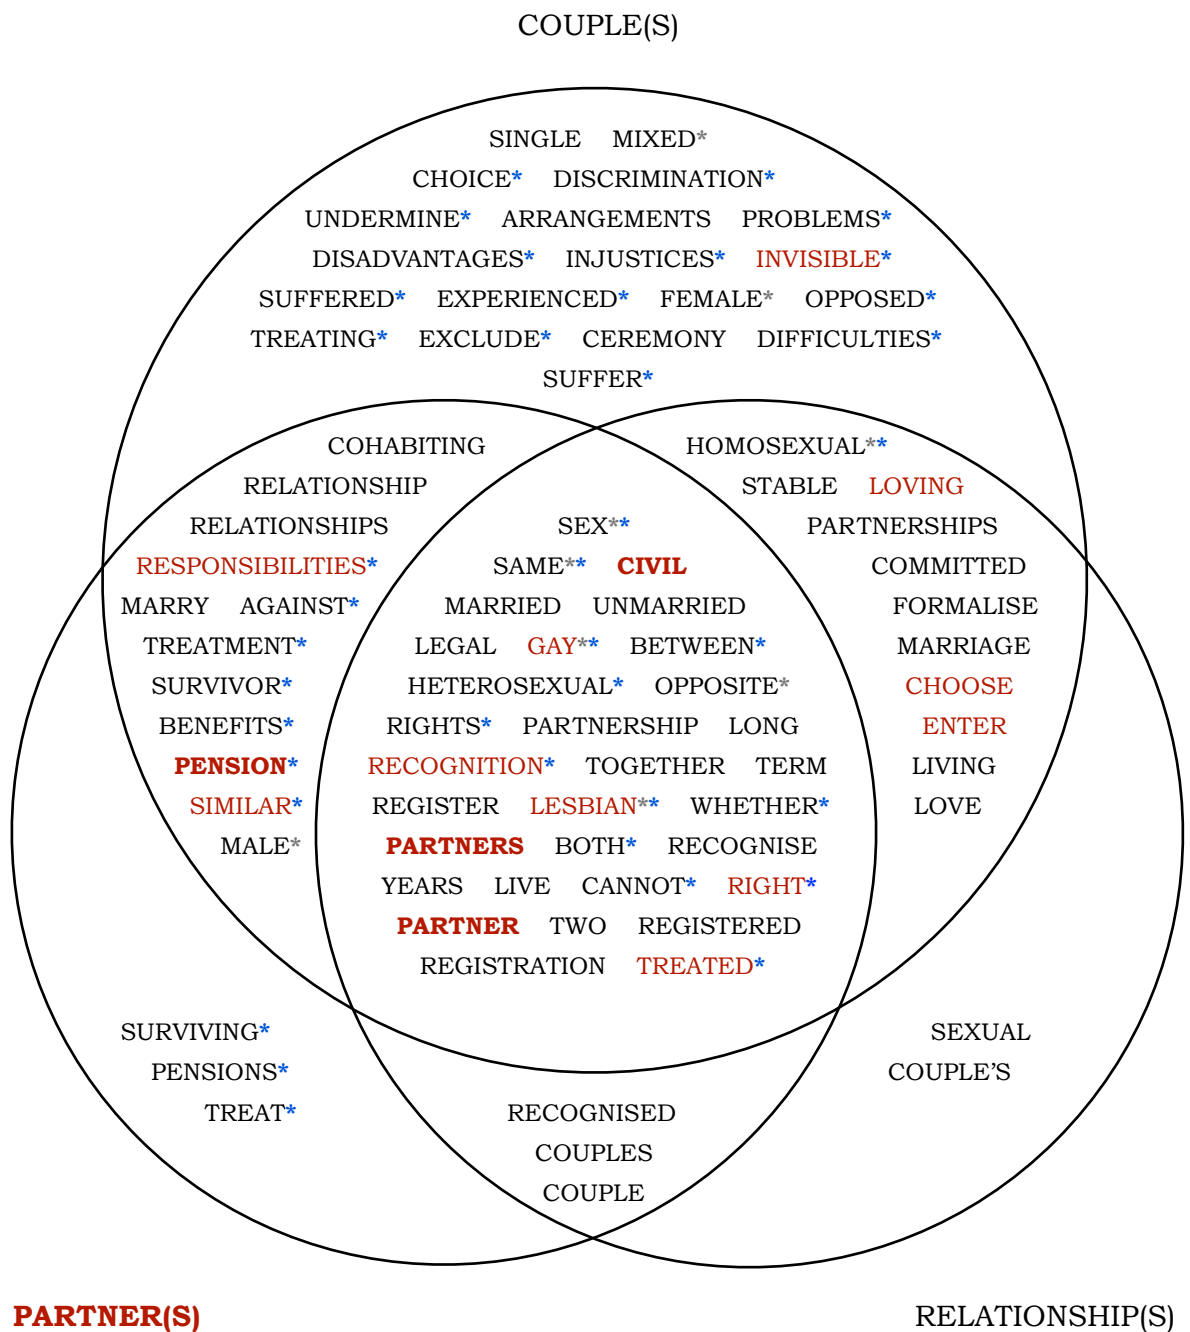 COUPLE(S)
SINGLE MIXED*
CHOICE* DISCRIMINATION*
UNDERMINE* ARRANGEMENTS PROBLEMS*
DISADVANTAGES* INJUSTICES* INVISIBLE*
SUFFERED* EXPERIENCED* FEMALE* OPPOSED*
TREATING* EXCLUDE* CEREMONY DIFFICULTIES*
SUFFER*
COHABITING
RELATIONSHIP
RELATIONSHIPS
RESPONSIBILITIES*
MARRY AGAINST*
TREATMENT*
SURVIVOR*
BENEFITS*
PENSION*
SIMILAR*
MALE*
SEX**
SAME** CIVIL
MARRIED UNMARRIED
LEGAL GAY** BETWEEN*
HETEROSEXUAL* OPPOSITE*
RIGHTS* PARTNERSHIP LONG
RECOGNITION* TOGETHER TERM
REGISTER LESBIAN** WHETHER*
PARTNERS BOTH* RECOGNISE
YEARS LIVE CANNOT* RIGHT*
PARTNER TWO REGISTERED
REGISTRATION TREATED*
HOMOSEXUAL**
STABLE LOVING
PARTNERSHIPS
COMMITTED
FORMALISE
MARRIAGE
CHOOSE
ENTER
LIVING
LOVE
SURVIVING*
PENSIONS*
TREAT*
RECOGNISED
COUPLES
COUPLE
SEXUAL
COUPLE’S
PARTNER(S)
RELATIONSHIP(S)